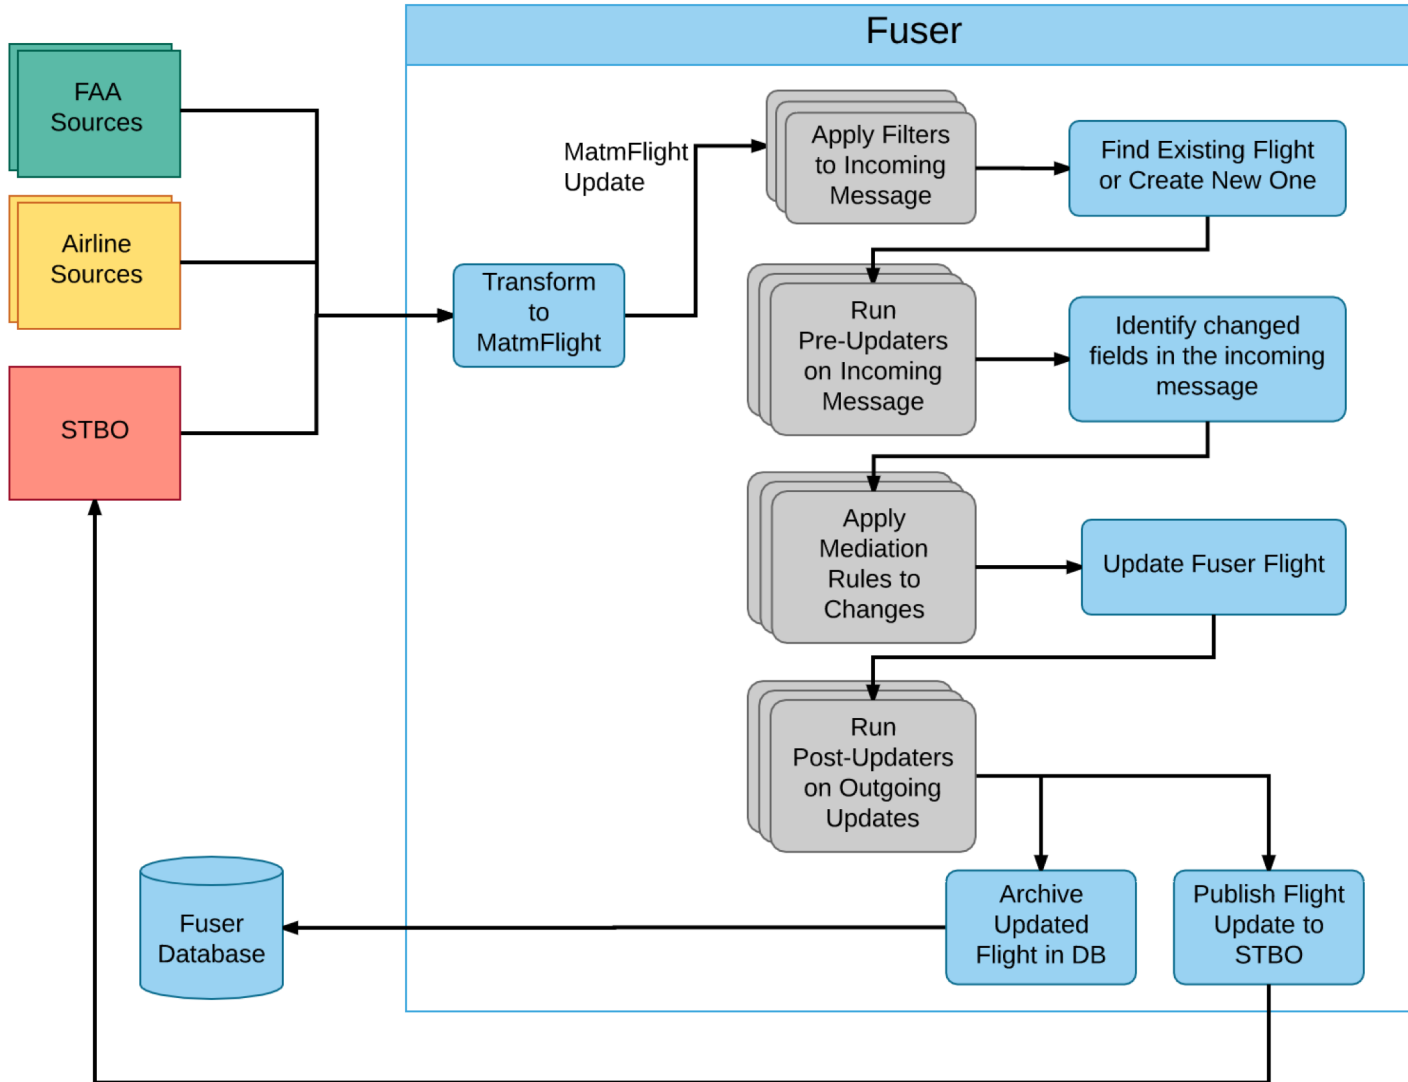 Fuser
FAA
Sources
Airline
Sources
STBO
Transform
to
MatmFlight
MatmFlight
Update
Apply Filters
to Incoming
Message
Find Existing Flight
or Create New One
Run
Pre-Updaters
on Incoming
Message
Identify changed
fields in the incoming
message
Apply
Mediation
Rules to
Changes
Update Fuser Flight
Run
Post-Updaters
on Outgoing
Updates
Archive
Updated
Flight in DB
Publish Flight
Update to
STBO
Fuser
Database